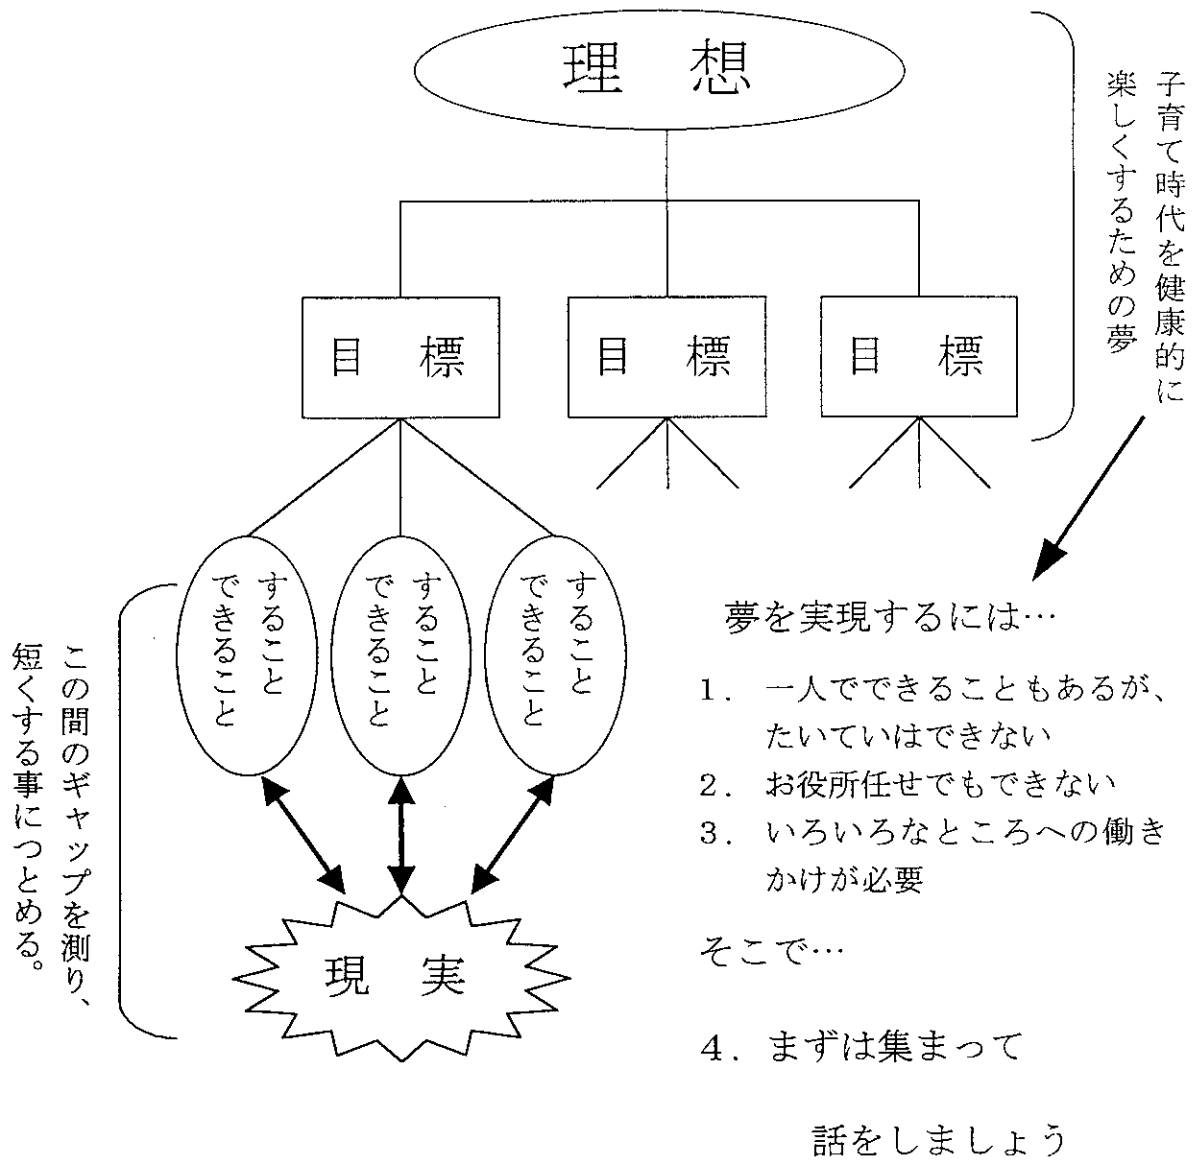 理　想
子育て時代を健康的に
楽しくするための夢
目　標
目　標
目　標
すること
できること
すること
できること
すること
できること
この間のギャップを測り、
短くする事につとめる。
現　実
夢を実現するには…
1．一人でできることもあるが、
たいていはできない
2．お役所任せでもできない
3．いろいろなところへの働き
かけが必要
そこで…
4．まずは集まって
話をしましょう